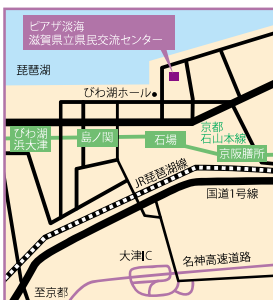 ピアザ淡海
滋賀県立県民交流センター
琵琶湖
びわ湖ホール
びわ湖
浜大津
島ノ関
石場
京都
石山本線
京阪膳所
JR琵琶湖線
国道1号線
大津IC
名神高速道路
至京都